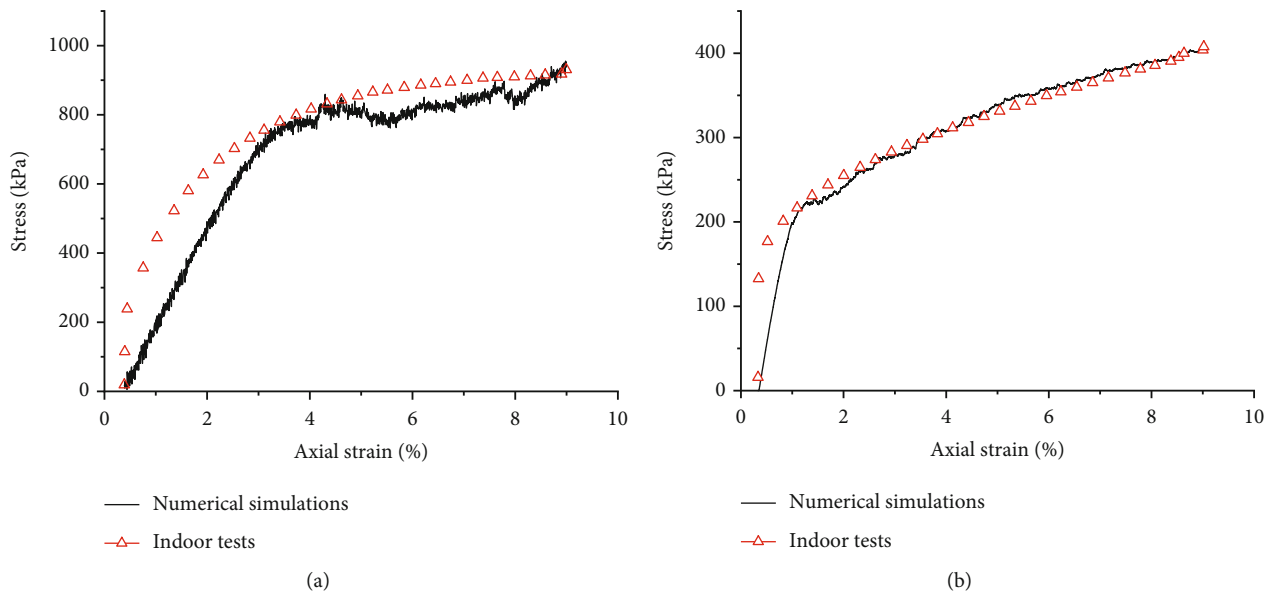 1000
800
600
400
200
0
Stress (kPa)
0 2 4 6 8 10
Axial strain (%)
Numerical simulations
Indoor tests
(a)
400
300
200
100
0
Stress (kPa)
0 2 4 6 8 10
Axial strain (%)
Numerical simulations
Indoor tests
(b)